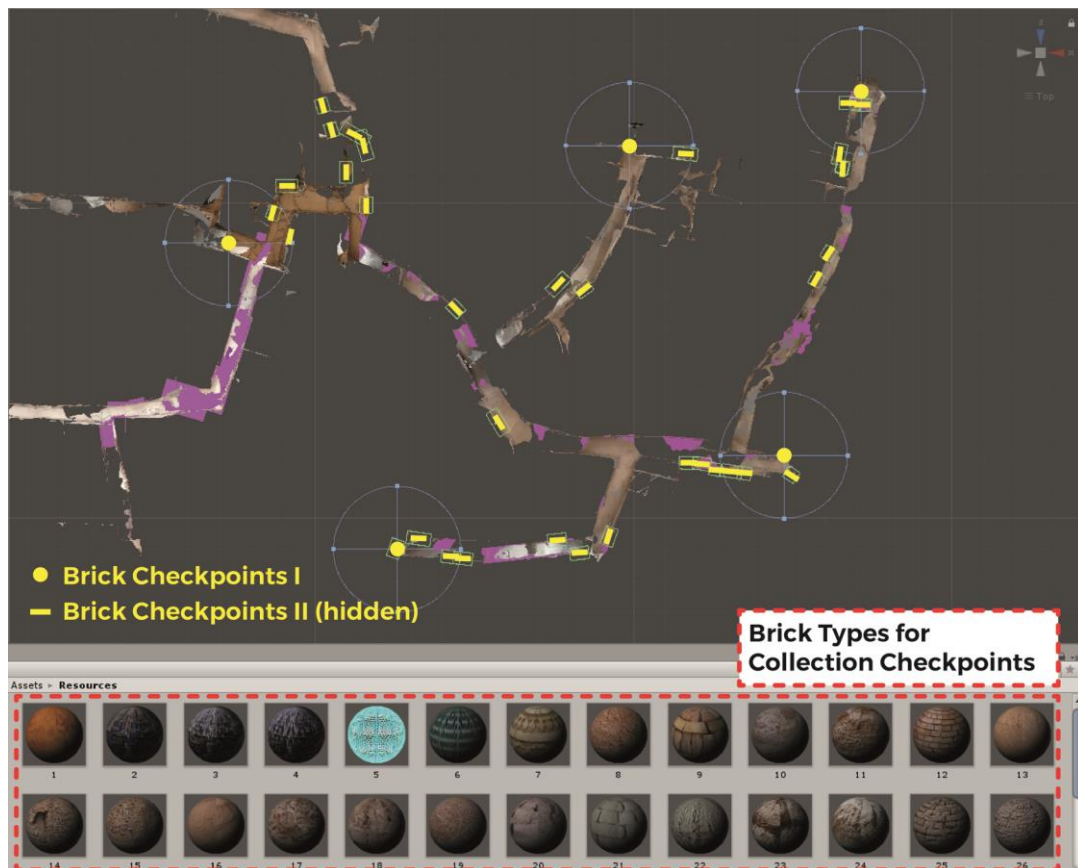 z
x
Top
Brick Checkpoints I
Brick Checkpoints II (hidden)
Brick Types for
Collection Checkpoints
Assets ▸ Resources
1 2 3 4 5 6 7 8 9 10 11 12 13
14 15 16 17 18 19 20 21 22 23 24 25 26